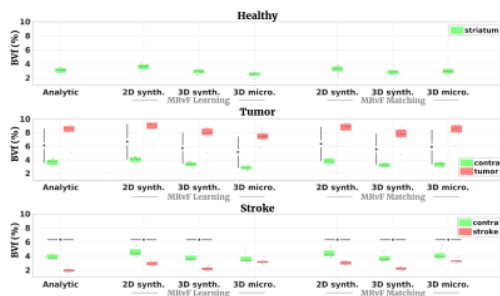 Healthy
BVf (%)
10
8
6
4
2
striatum
Analytic 2D synth. 3D synth. 3D micro. 2D synth. 3D synth. 3D micro.
MRvF Learning MRvF Matching
Tumor
BVf (%)
10
8
6
4
2
contra
tumor
Analytic 2D synth. 3D synth. 3D micro. 2D synth. 3D synth. 3D micro.
MRvF Learning MRvF Matching
Stroke
BVf (%)
10
8
6
4
2
contra
stroke
Analytic 2D synth. 3D synth. 3D micro. 2D synth. 3D synth. 3D micro.
MRvF Learning MRvF Matching